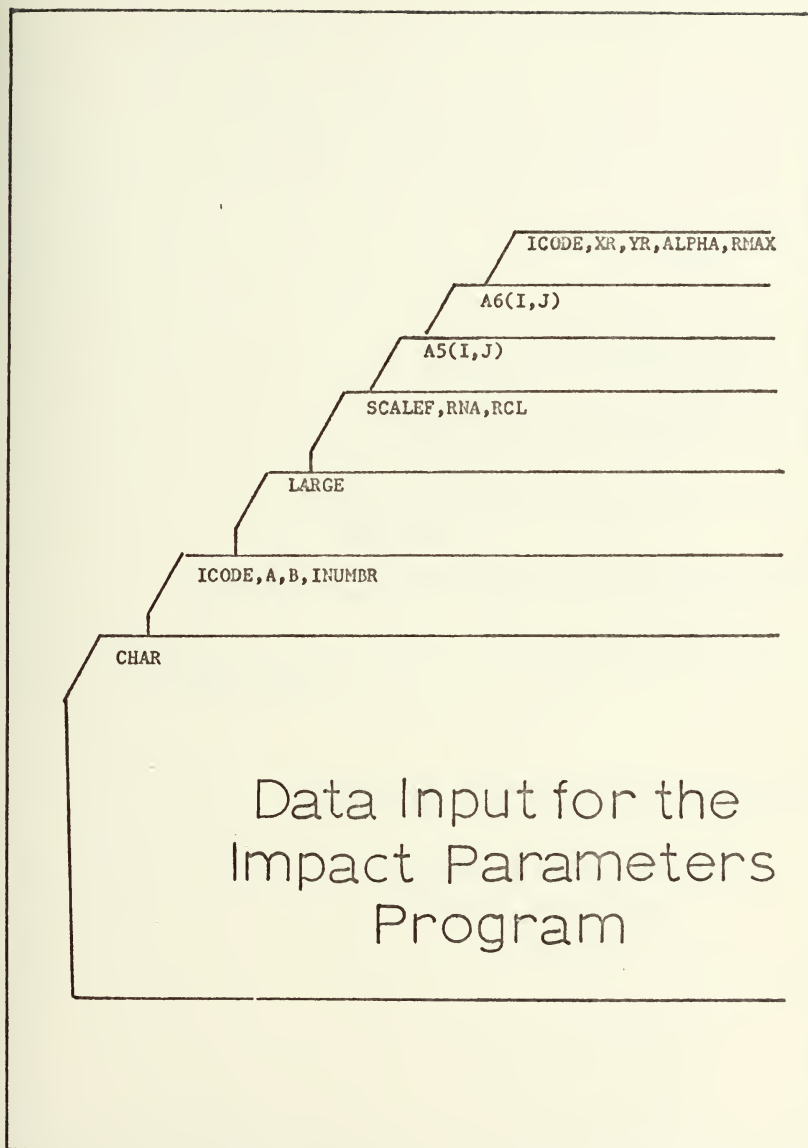 ICODE,XR,YR,ALPHA,RMAX
A6(I,J)
A5(I,J)
SCALEF,RNA,RCL
LARGE
ICODE,A,B,INUMBR
CHAR
Data Input for the
Impact Parameters
Program